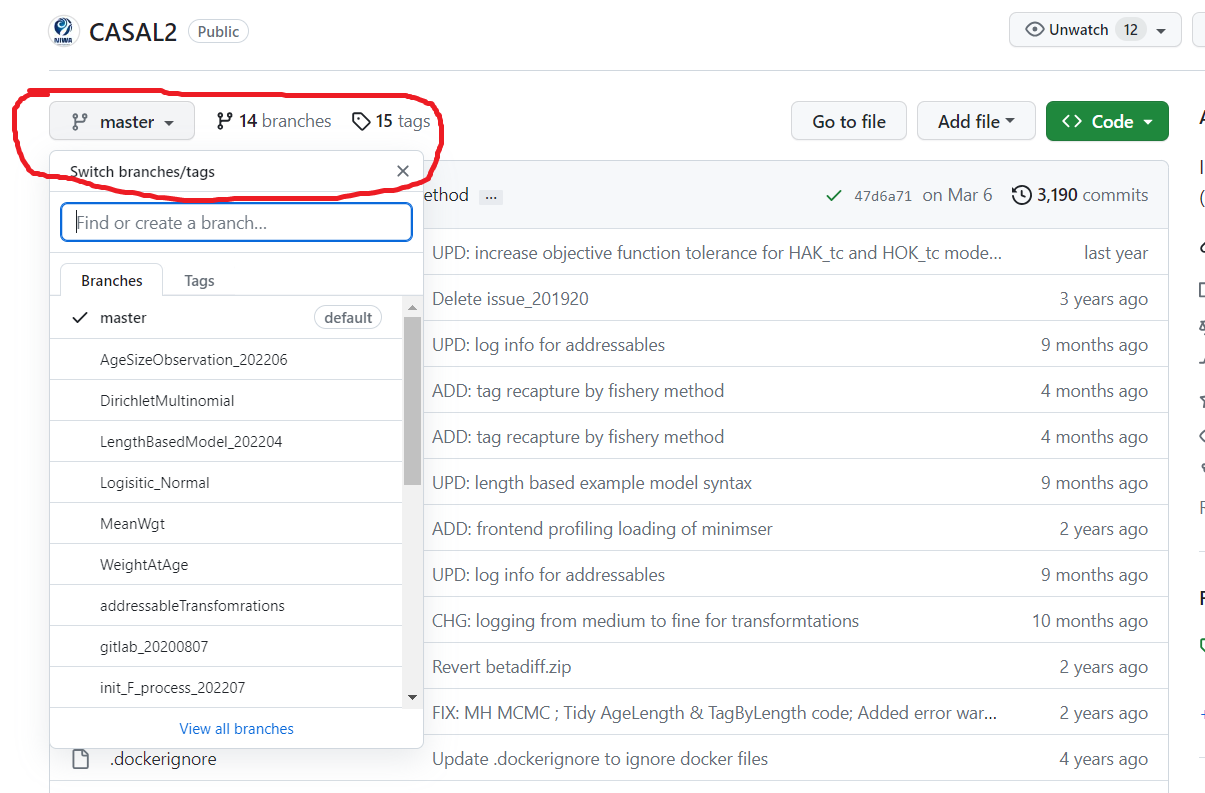 NIWA
CASAL2 Public
Unwatch 12
master 14 branches 15 tags
Go to file Add file Code
Switch branches/tags
ethod ... 47d6a71 on Mar 6 3,190 commits
Find or create a branch...
UPD: increase objective function tolerance for HAK_tc and HOK_tc mode... last year
Branches Tags
Delete issue_201920 3 years ago
master default
UPD: log info for addressables 9 months ago
AgeSizeObservation_202206
ADD: tag recapture by fishery method 4 months ago
DirichletMultinomial
ADD: tag recapture by fishery method 4 months ago
LengthBasedModel_202204
UPD: length based example model syntax 9 months ago
Logisitic_Normal
ADD: frontend profiling loading of minimser 2 years ago
MeanWgt
UPD: log info for addressables 9 months ago
WeightAtAge
addressableTransfomrations
CHG: logging from medium to fine for transformtations 10 months ago
gitlab_20200807
Revert betadiff.zip 2 years ago
init_F_process_202207
FIX: MH MCMC ; Tidy AgeLength & TagByLength code; Added error war... 2 years ago
View all branches
.dockerignore Update .dockerignore to ignore docker files 4 years ago